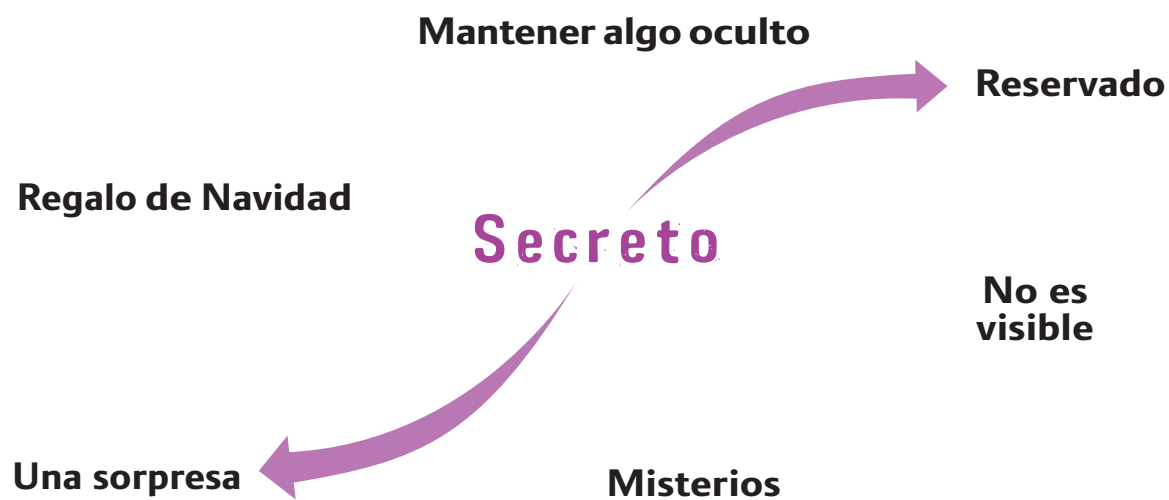 Mantener algo oculto
Reservado
Regalo de Navidad
Secreto
No es
visible
Una sorpresa
Misterios